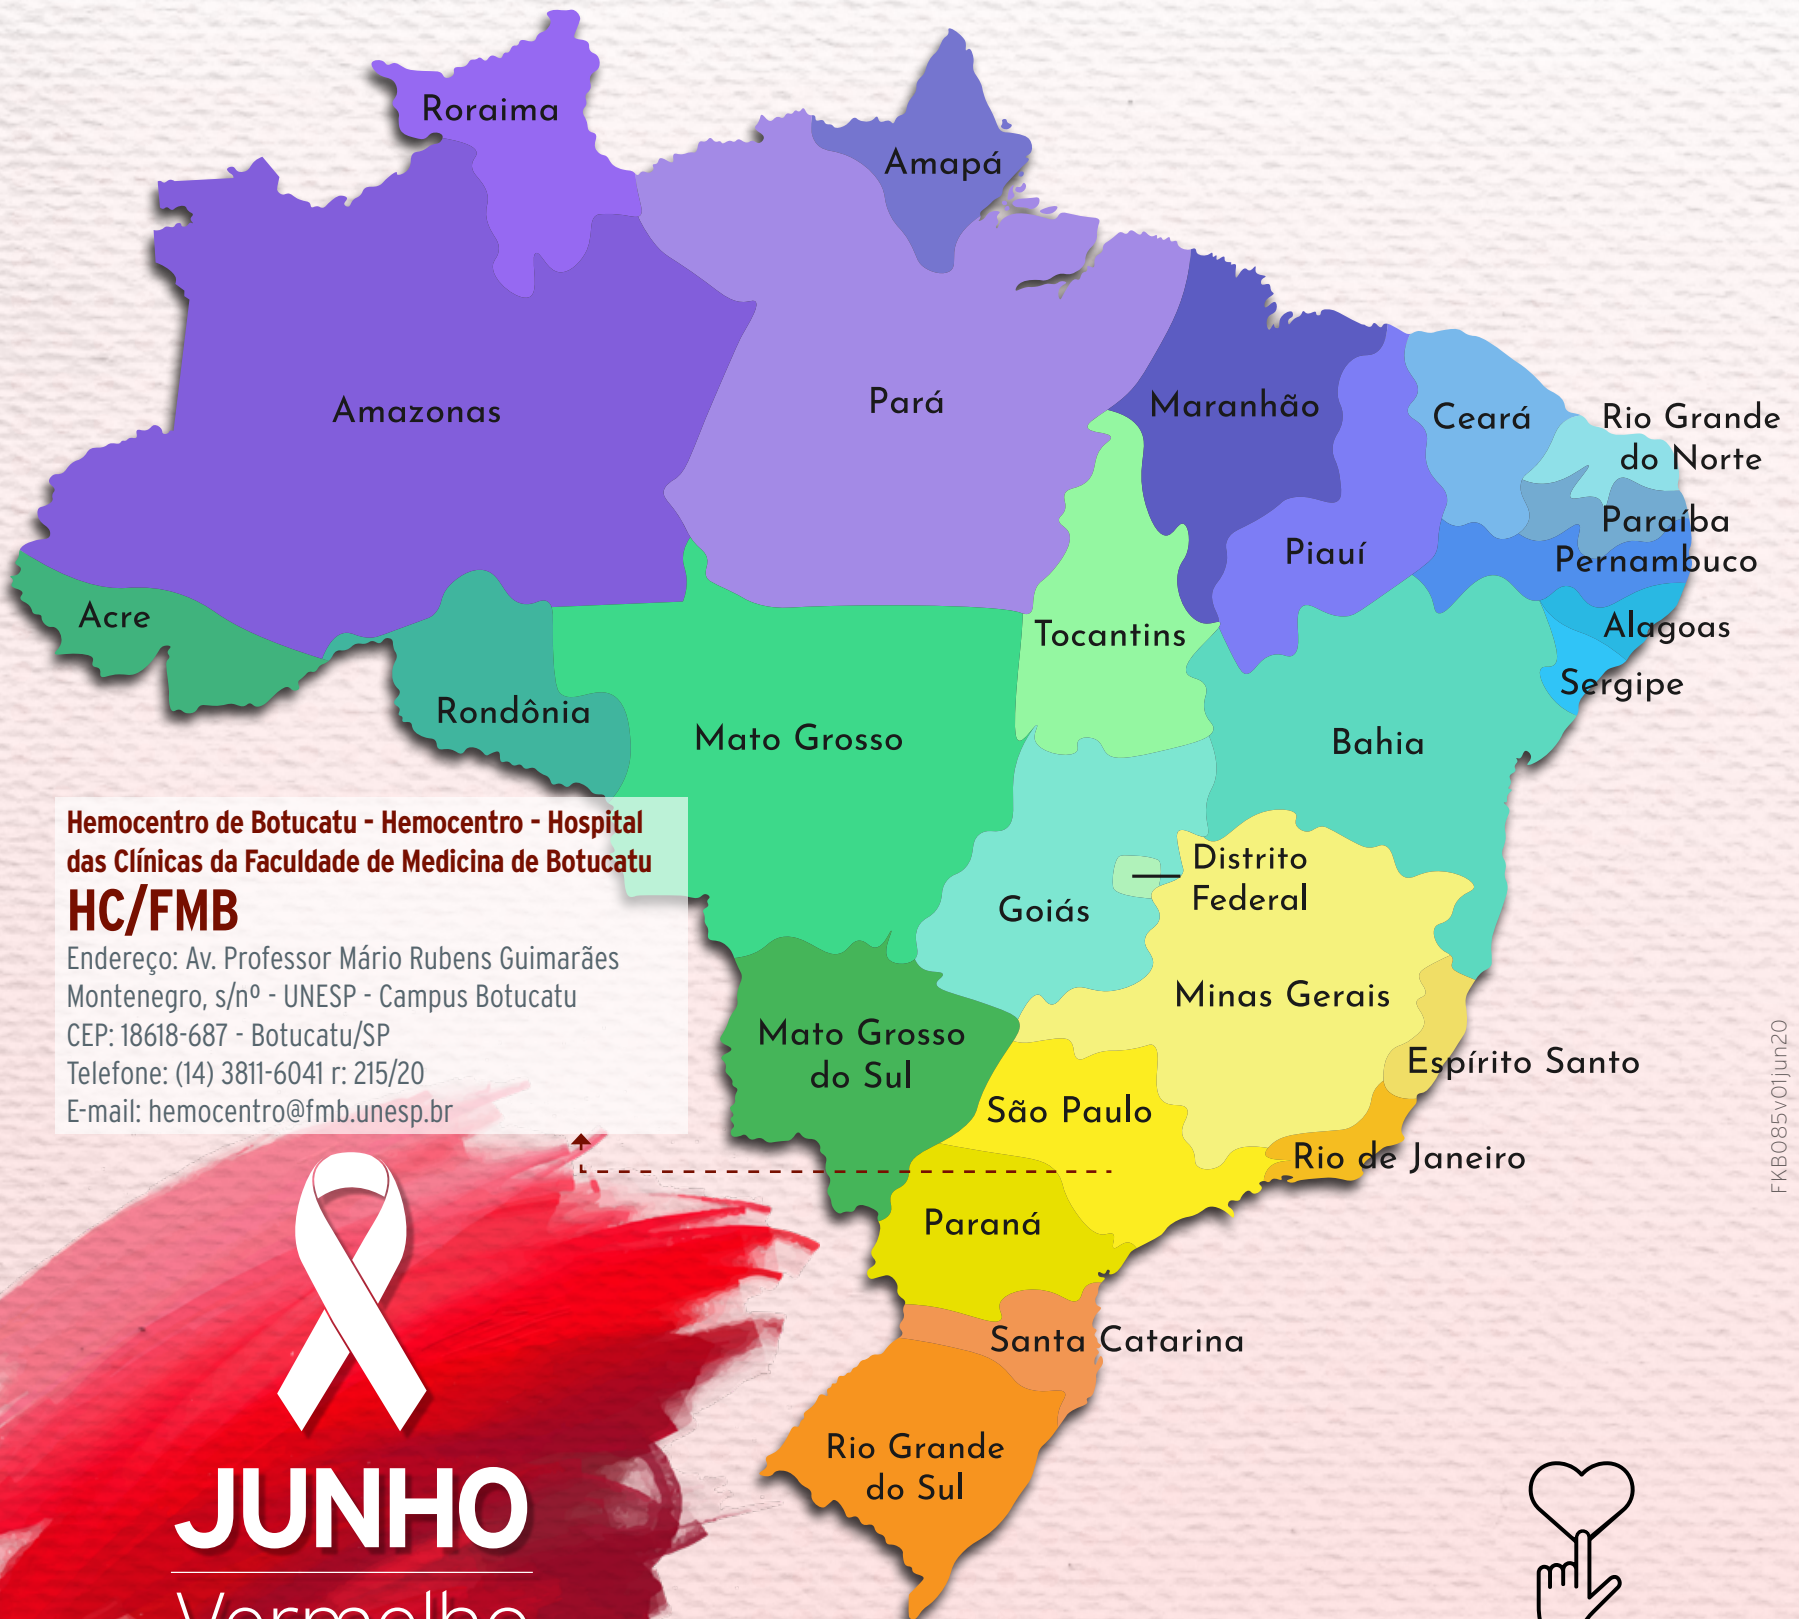 Roraima
Amapá
Amazonas
Pará
Maranhão
Ceará
Rio Grande
do Norte
Paraíba
Piauí
Pernambuco
Acre
Tocantins
Alagoas
Sergipe
Rondônia
Mato Grosso
Bahia
Hemocentro de Botucatu - Hemocentro - Hospital
das Clínicas da Faculdade de Medicina de Botucatu
HC/FMB
Endereço: Av. Professor Mário Rubens Guimarães
Montenegro, s/nº - UNESP - Campus Botucatu
CEP: 18618-687 - Botucatu/SP
Telefone: (14) 3811-6041 r: 215/20
E-mail: hemocentro@fmb.unesp.br
Distrito
Federal
Goiás
Minas Gerais
Mato Grosso
do Sul
Espírito Santo
São Paulo
Rio de Janeiro
Paraná
Santa Catarina
Rio Grande
do Sul
FKB085v01jun20
JUNHO
Vermelho